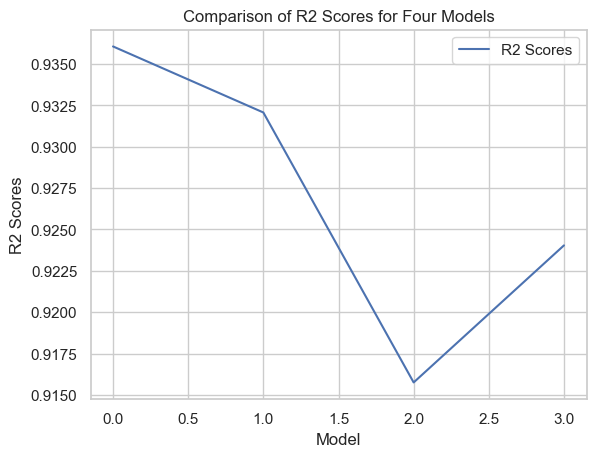 Comparison of R2 Scores for Four Models
R2 Scores
0.9350
0.9325
0.9300
0.9275
0.9250
0.9225
0.9200
0.9175
0.9150
R2 Scores
0.0 0.5 1.0 1.5 2.0 2.5 3.0
Model